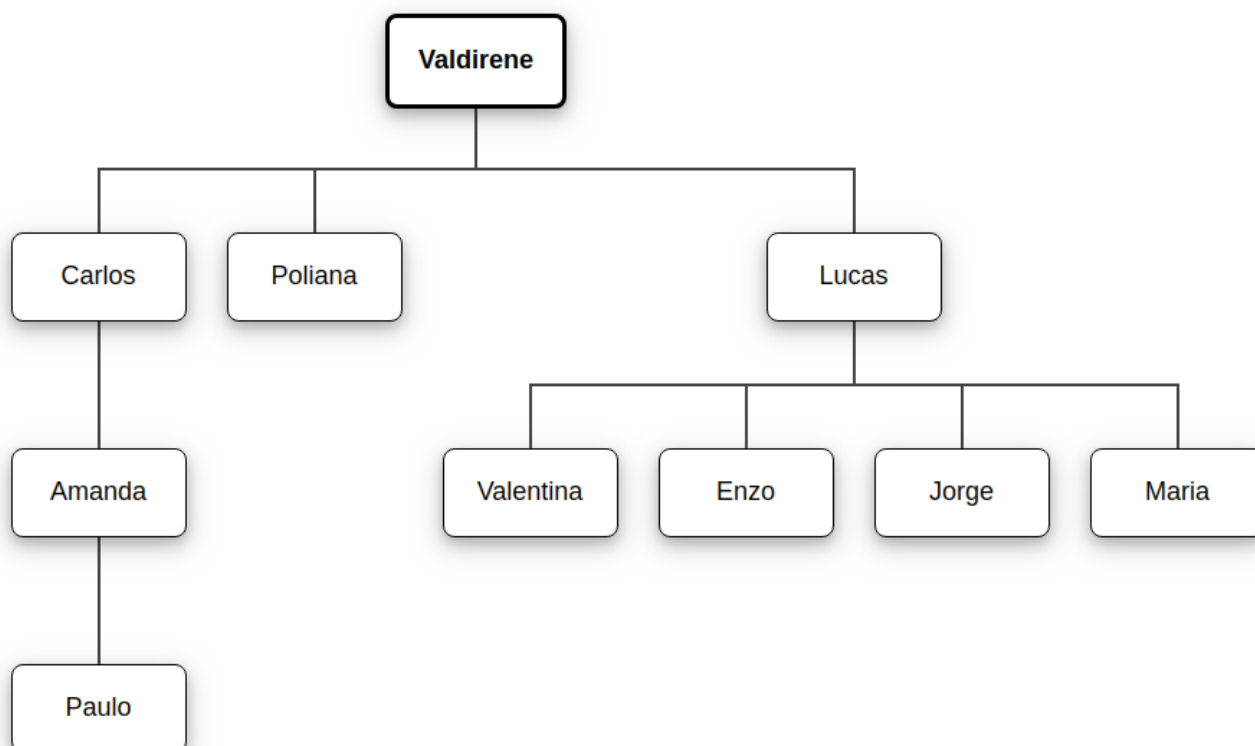 Valdirene
Carlos
Poliana
Lucas
Amanda
Valentina
Enzo
Jorge
Maria
Paulo